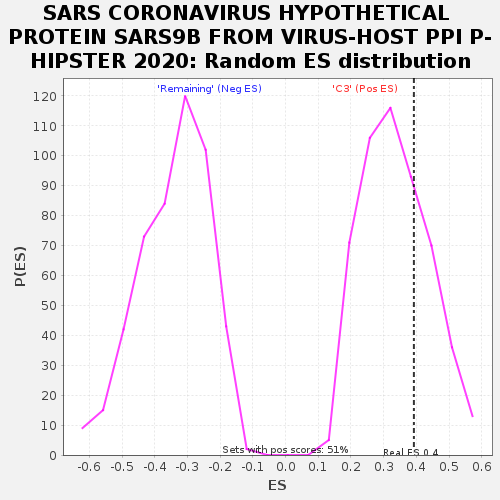 SARS CORONAVIRUS HYPOTHETICAL
PROTEIN SARS9B FROM VIRUS-HOST PPI P-
HIPSTER 2020: Random ES distribution
'Remaining' (Neg ES)
'C3' (Pos ES)
120
110
100
90
80
70
60
50
40
30
20
10
0
P(ES)
Sets with pos scores: 51%
Real ES 0.4
-0.6 -0.5 -0.4 -0.3 -0.2 -0.1 0.0 0.1 0.2 0.3 0.4 0.5 0.6
ES